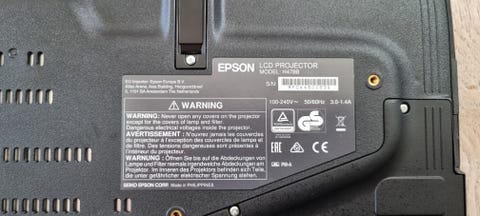 EPSON LCD PROJECTOR
MODEL: H478B
EU Importer: Epson Europe B.V.
Atlas Arena, Asia Building, Hoogoorddreef
5, 1101 BA Amsterdam The Netherlands
S/N
WARNING
100-240V~ 50/60Hz 3.0-1.4A
WARNING: Never open any covers on the projector
except for the covers of lamp and filter.
Dangerous electrical voltages inside the projector.
AVERTISSEMENT : N'ouvrez jamais les couvercles
du projecteur à l'exception des couvercles de lampe et
de filtre. Des tensions dangereuses sont présentes à
l'intérieur du projecteur.
WARNUNG: Öffnen Sie bis auf die Abdeckungen von
Lampe und Filter niemals irgendwelche Abdeckungen
am Projektor. Im Inneren des Projektors befinden sich Teile,
die unter gefährlicher elektrischer Spannung stehen.
CE EAC
SEIKO EPSON CORP. Made in PHILIPPINES